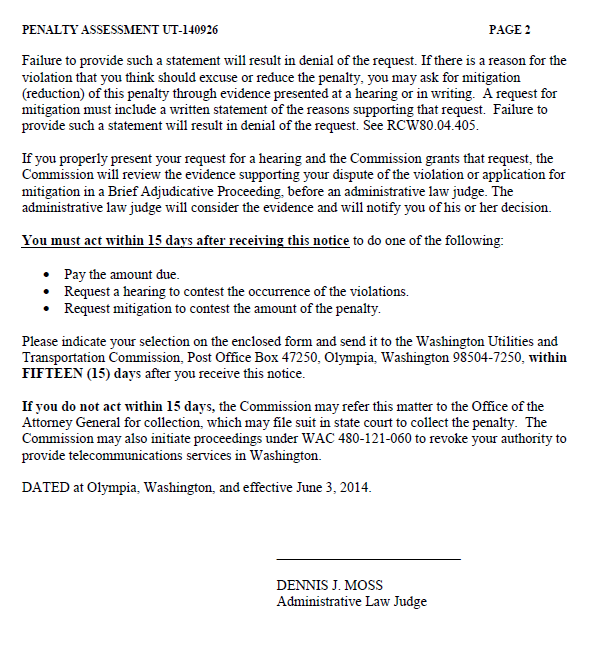 PENALTY ASSESSMENT UT-140926 PAGE 2
Failure to provide such a statement will result in denial of the request. If there is a reason for the
violation that you think should excuse or reduce the penalty, you may ask for mitigation
(reduction) of this penalty through evidence presented at a hearing or in writing. A request for
mitigation must include a written statement of the reasons supporting that request. Failure to
provide such a statement will result in denial of the request. See RCW80.04.405.
If you properly present your request for a hearing and the Commission grants that request, the
Commission will review the evidence supporting your dispute of the violation or application for
mitigation in a Brief Adjudicative Proceeding, before an administrative law judge. The
administrative law judge will consider the evidence and will notify you of his or her decision.
You must act within 15 days after receiving this notice to do one of the following:
• Pay the amount due.
• Request a hearing to contest the occurrence of the violations.
• Request mitigation to contest the amount of the penalty.
Please indicate your selection on the enclosed form and send it to the Washington Utilities and
Transportation Commission, Post Office Box 47250, Olympia, Washington 98504-7250, within
FIFTEEN (15) days after you receive this notice.
If you do not act within 15 days, the Commission may refer this matter to the Office of the
Attorney General for collection, which may file suit in state court to collect the penalty. The
Commission may also initiate proceedings under WAC 480-121-060 to revoke your authority to
provide telecommunications services in Washington.
DATED at Olympia, Washington, and effective June 3, 2014.
DENNIS J. MOSS
Administrative Law Judge